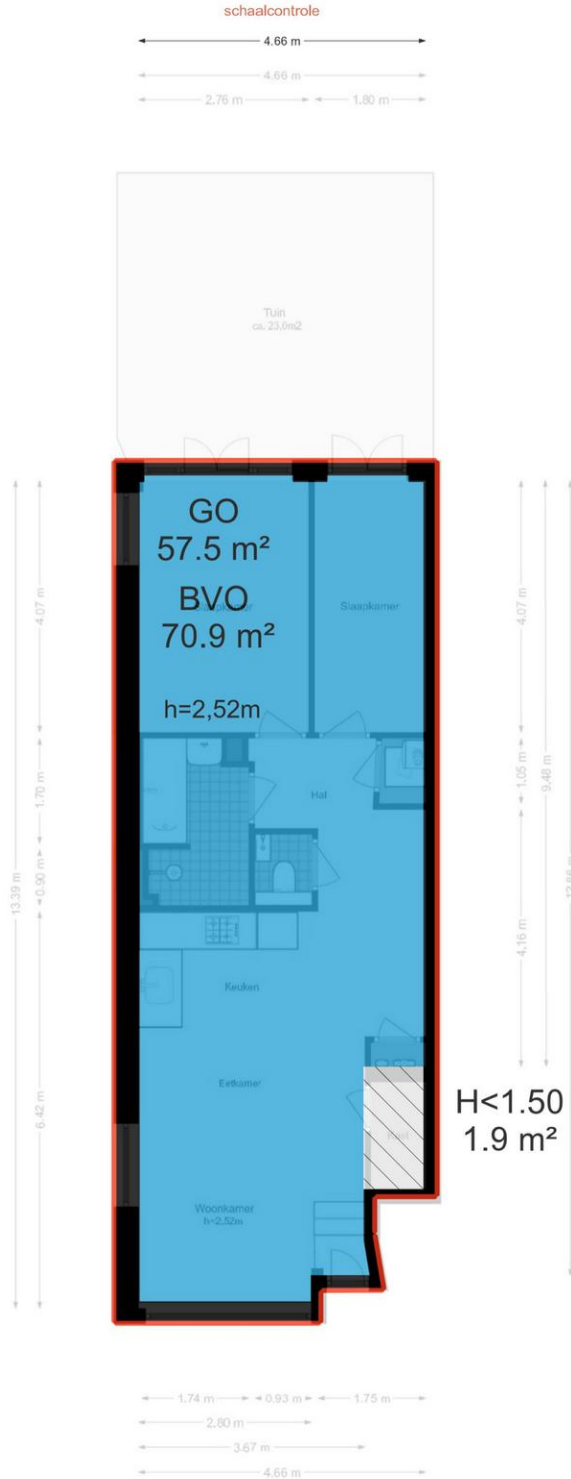 schaalcontrole
4.66 m
4.66 m
2.76 m
1.80 m
Tuin
ca. 23.0m2
GO
57.5 m²
Slaapkamer
BVO
Slaapkamer
70.9 m²
h=2,52m
4.07 m
4.07 m
1.70 m
1.05 m
9.48 m
Hal
0.90 m
13.39 m
4.16 m
Keuken
Eetkamer
6.42 m
H<1.50
1.9 m²
Woonkamer
h=2,52m
1.74 m
0.93 m
1.75 m
2.80 m
3.67 m
4.66 m